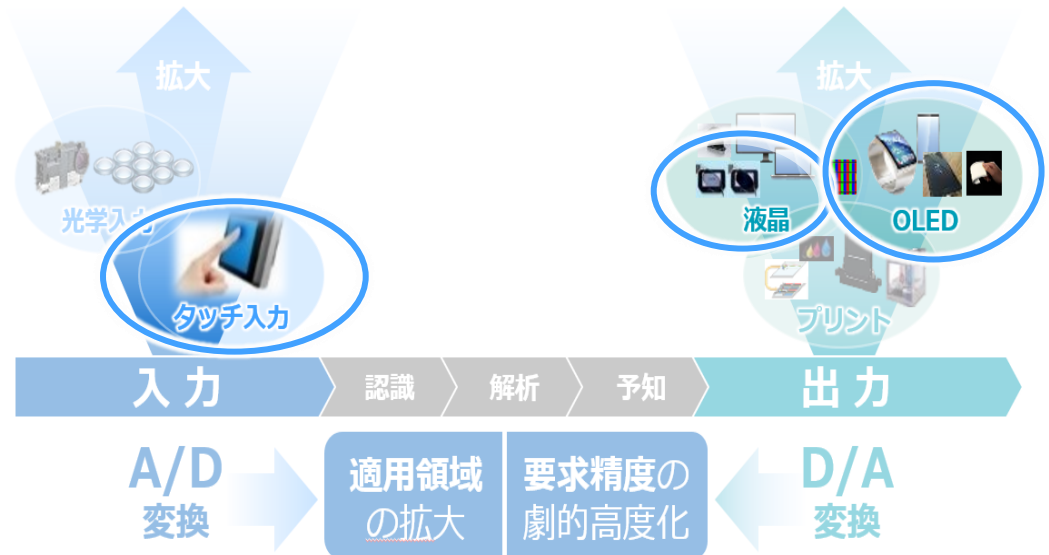 拡大
拡大
光学入力
液晶
OLED
タッチ入力
プリント
入力
認識
解析
予知
出力
A/D
変換
適用領域
の拡大
要求精度の
劇的高度化
D/A
変換